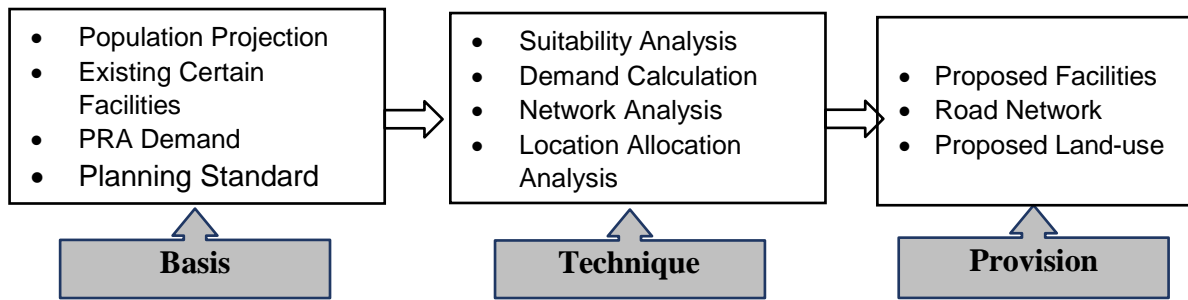 • Population Projection
• Existing Certain
Facilities
• PRA Demand
• Planning Standard
• Suitability Analysis
• Demand Calculation
• Network Analysis
• Location Allocation
Analysis
• Proposed Facilities
• Road Network
• Proposed Land-use
Basis
Technique
Provision